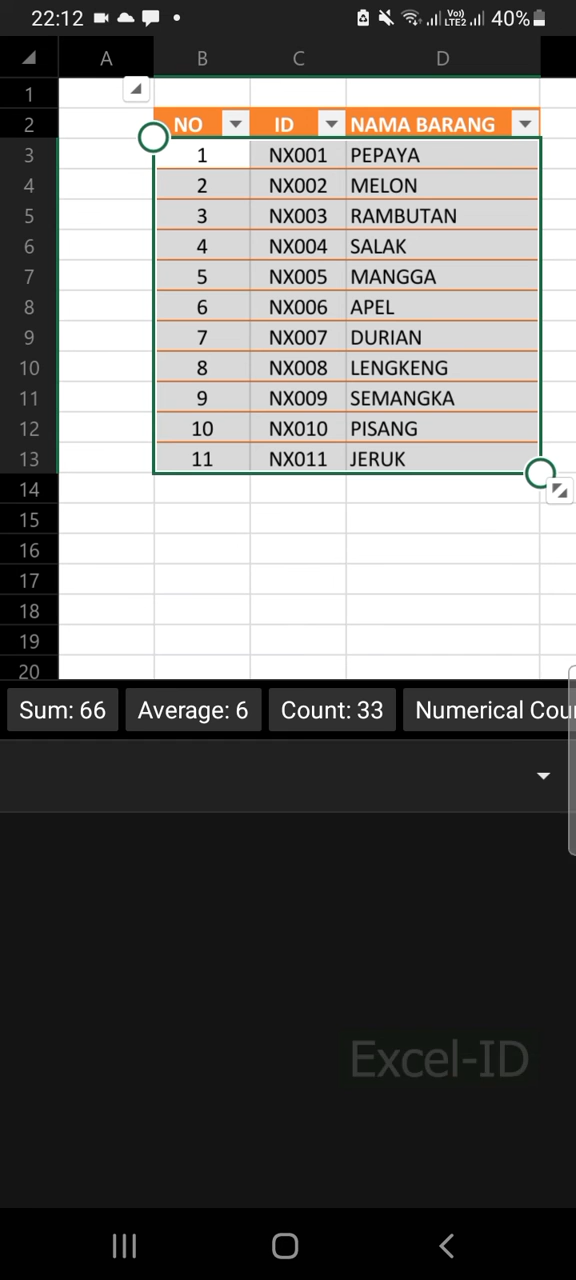 22:12 Vo)) LTE2 40%
A B C D
1
2 NO ID NAMA BARANG
3 1 NX001 PEPAYA
4 2 NX002 MELON
5 3 NX003 RAMBUTAN
6 4 NX004 SALAK
7 5 NX005 MANGGA
8 6 NX006 APEL
9 7 NX007 DURIAN
10 8 NX008 LENGKENG
11 9 NX009 SEMANGKA
12 10 NX010 PISANG
13 11 NX011 JERUK
14
15
16
17
18
19
20
Sum: 66 Average: 6 Count: 33 Numerical Cou
Excel-ID